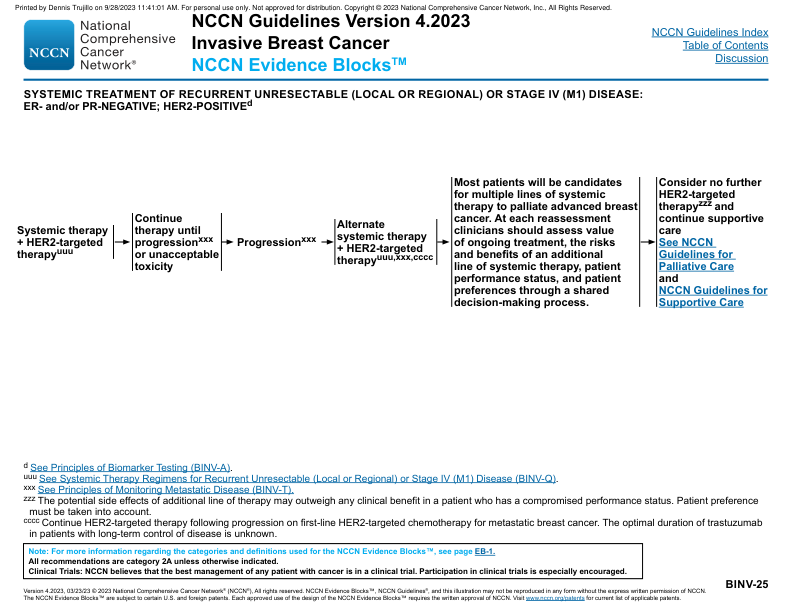 Printed by Dennis Trujillo on 9/28/2023 11:41:01 AM. For personal use only. Not approved for distribution. Copyright © 2023 National Comprehensive Cancer Network, Inc., All Rights Reserved.
NCCN
National
Comprehensive
Cancer
Network®
NCCN Guidelines Version 4.2023
Invasive Breast Cancer
NCCN Evidence Blocks™
NCCN Guidelines Index
Table of Contents
Discussion
SYSTEMIC TREATMENT OF RECURRENT UNRESECTABLE (LOCAL OR REGIONAL) OR STAGE IV (M1) DISEASE:
ER- and/or PR-NEGATIVE; HER2-POSITIVEd
Systemic therapy
+ HER2-targeted
therapyuuu
Continue
therapy until
progressionxxx
or unacceptable
toxicity
Progressionxxx
Alternate
systemic therapy
+ HER2-targeted
therapyuuu,xxx,cccc
Most patients will be candidates
for multiple lines of systemic
therapy to palliate advanced breast
cancer. At each reassessment
clinicians should assess value
of ongoing treatment, the risks
and benefits of an additional
line of systemic therapy, patient
performance status, and patient
preferences through a shared
decision-making process.
Consider no further
HER2-targeted
therapyzzz and
continue supportive
care
See NCCN
Guidelines for
Palliative Care
and
NCCN Guidelines for
Supportive Care
d See Principles of Biomarker Testing (BINV-A).
uuu See Systemic Therapy Regimens for Recurrent Unresectable (Local or Regional) or Stage IV (M1) Disease (BINV-Q).
xxx See Principles of Monitoring Metastatic Disease (BINV-T).
zzz The potential side effects of additional line of therapy may outweigh any clinical benefit in a patient who has a compromised performance status. Patient preference
must be taken into account.
cccc Continue HER2-targeted therapy following progression on first-line HER2-targeted chemotherapy for metastatic breast cancer. The optimal duration of trastuzumab
in patients with long-term control of disease is unknown.
Note: For more information regarding the categories and definitions used for the NCCN Evidence Blocks™, see page EB-1.
All recommendations are category 2A unless otherwise indicated.
Clinical Trials: NCCN believes that the best management of any patient with cancer is in a clinical trial. Participation in clinical trials is especially encouraged.
BINV-25
Version 4.2023, 03/23/23 © 2023 National Comprehensive Cancer Network® (NCCN®), All rights reserved. NCCN Evidence Blocks™, NCCN Guidelines®, and this illustration may not be reproduced in any form without the express written permission of NCCN.
The NCCN Evidence Blocks™ are subject to certain U.S. and foreign patents. Each approved use of the design of the NCCN Evidence Blocks™ requires the written approval of NCCN. Visit www.nccn.org/patents for current list of applicable patents.